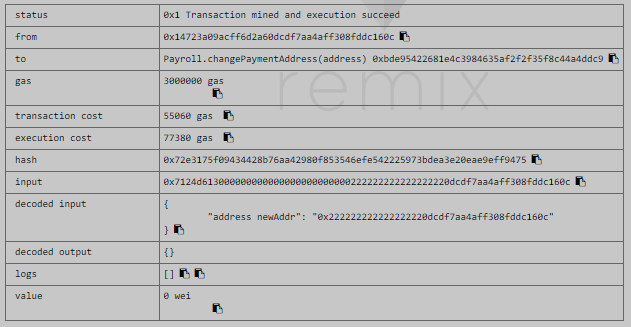 status 0x1 Transaction mined and execution succeed
from 0x14723a09acff6d2a60dcdf7aa4aff308fddc160c
to Payroll.changePaymentAddress(address) 0xbde95422681e4c3984635af2f2f35f8c44a4ddc9
gas 3000000 gas
transaction cost 55060 gas
execution cost 77380 gas
hash 0x72e3175f09434428b76aa42980f853546efe542225973bdea3e20eae9eff9475
input 0x7124d613000000000000000000000000222222222222222220dcdf7aa4aff308fddc160c
decoded input {
"address newAddr": "0x222222222222222220dcdf7aa4aff308fddc160c"
}
decoded output {}
logs []
value 0 wei
remix